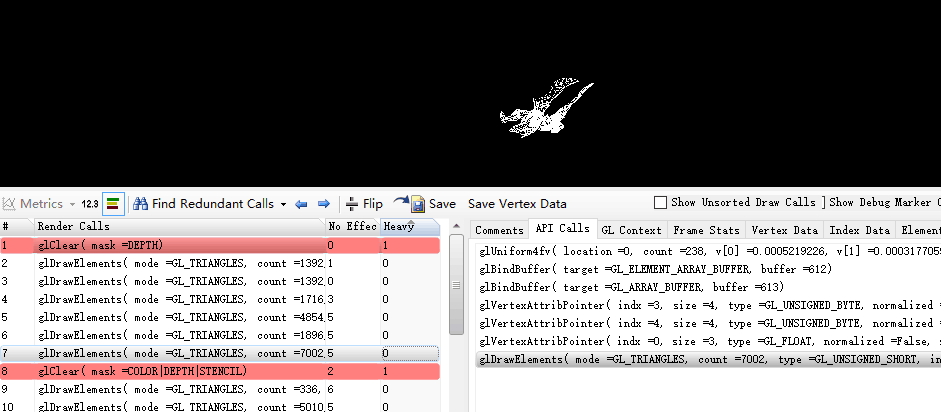 Metrics 12.3 Find Redundant Calls Flip Save Save Vertex Data Show Unsorted Draw Calls Show Debug Marker
# Render Calls No Effec Heavy
1 glClear( mask =DEPTH) 0 1
2 glDrawElements( mode =GL_TRIANGLES, count =1392, 1 0
3 glDrawElements( mode =GL_TRIANGLES, count =1392, 0 0
4 glDrawElements( mode =GL_TRIANGLES, count =1716, 3 0
5 glDrawElements( mode =GL_TRIANGLES, count =4854, 5 0
6 glDrawElements( mode =GL_TRIANGLES, count =1896, 5 0
7 glDrawElements( mode =GL_TRIANGLES, count =7002, 5 0
8 glClear( mask =COLOR|DEPTH|STENCIL) 2 1
9 glDrawElements( mode =GL_TRIANGLES, count =336, 6 0
10 glDrawElements( mode =GL_TRIANGLES, count =5010, 5 0
Comments API Calls GL Context Frame Stats Vertex Data Index Data Element
glUniform4fv( location =0, count =238, v[0] =0.0005219226, v[1] =0.000317705
glBindBuffer( target =GL_ELEMENT_ARRAY_BUFFER, buffer =612)
glBindBuffer( target =GL_ARRAY_BUFFER, buffer =613)
glVertexAttribPointer( indx =3, size =4, type =GL_UNSIGNED_BYTE, normalized =
glVertexAttribPointer( indx =4, size =4, type =GL_UNSIGNED_BYTE, normalized =
glVertexAttribPointer( indx =0, size =3, type =GL_FLOAT, normalized =False, s
glDrawElements( mode =GL_TRIANGLES, count =7002, type =GL_UNSIGNED_SHORT, in